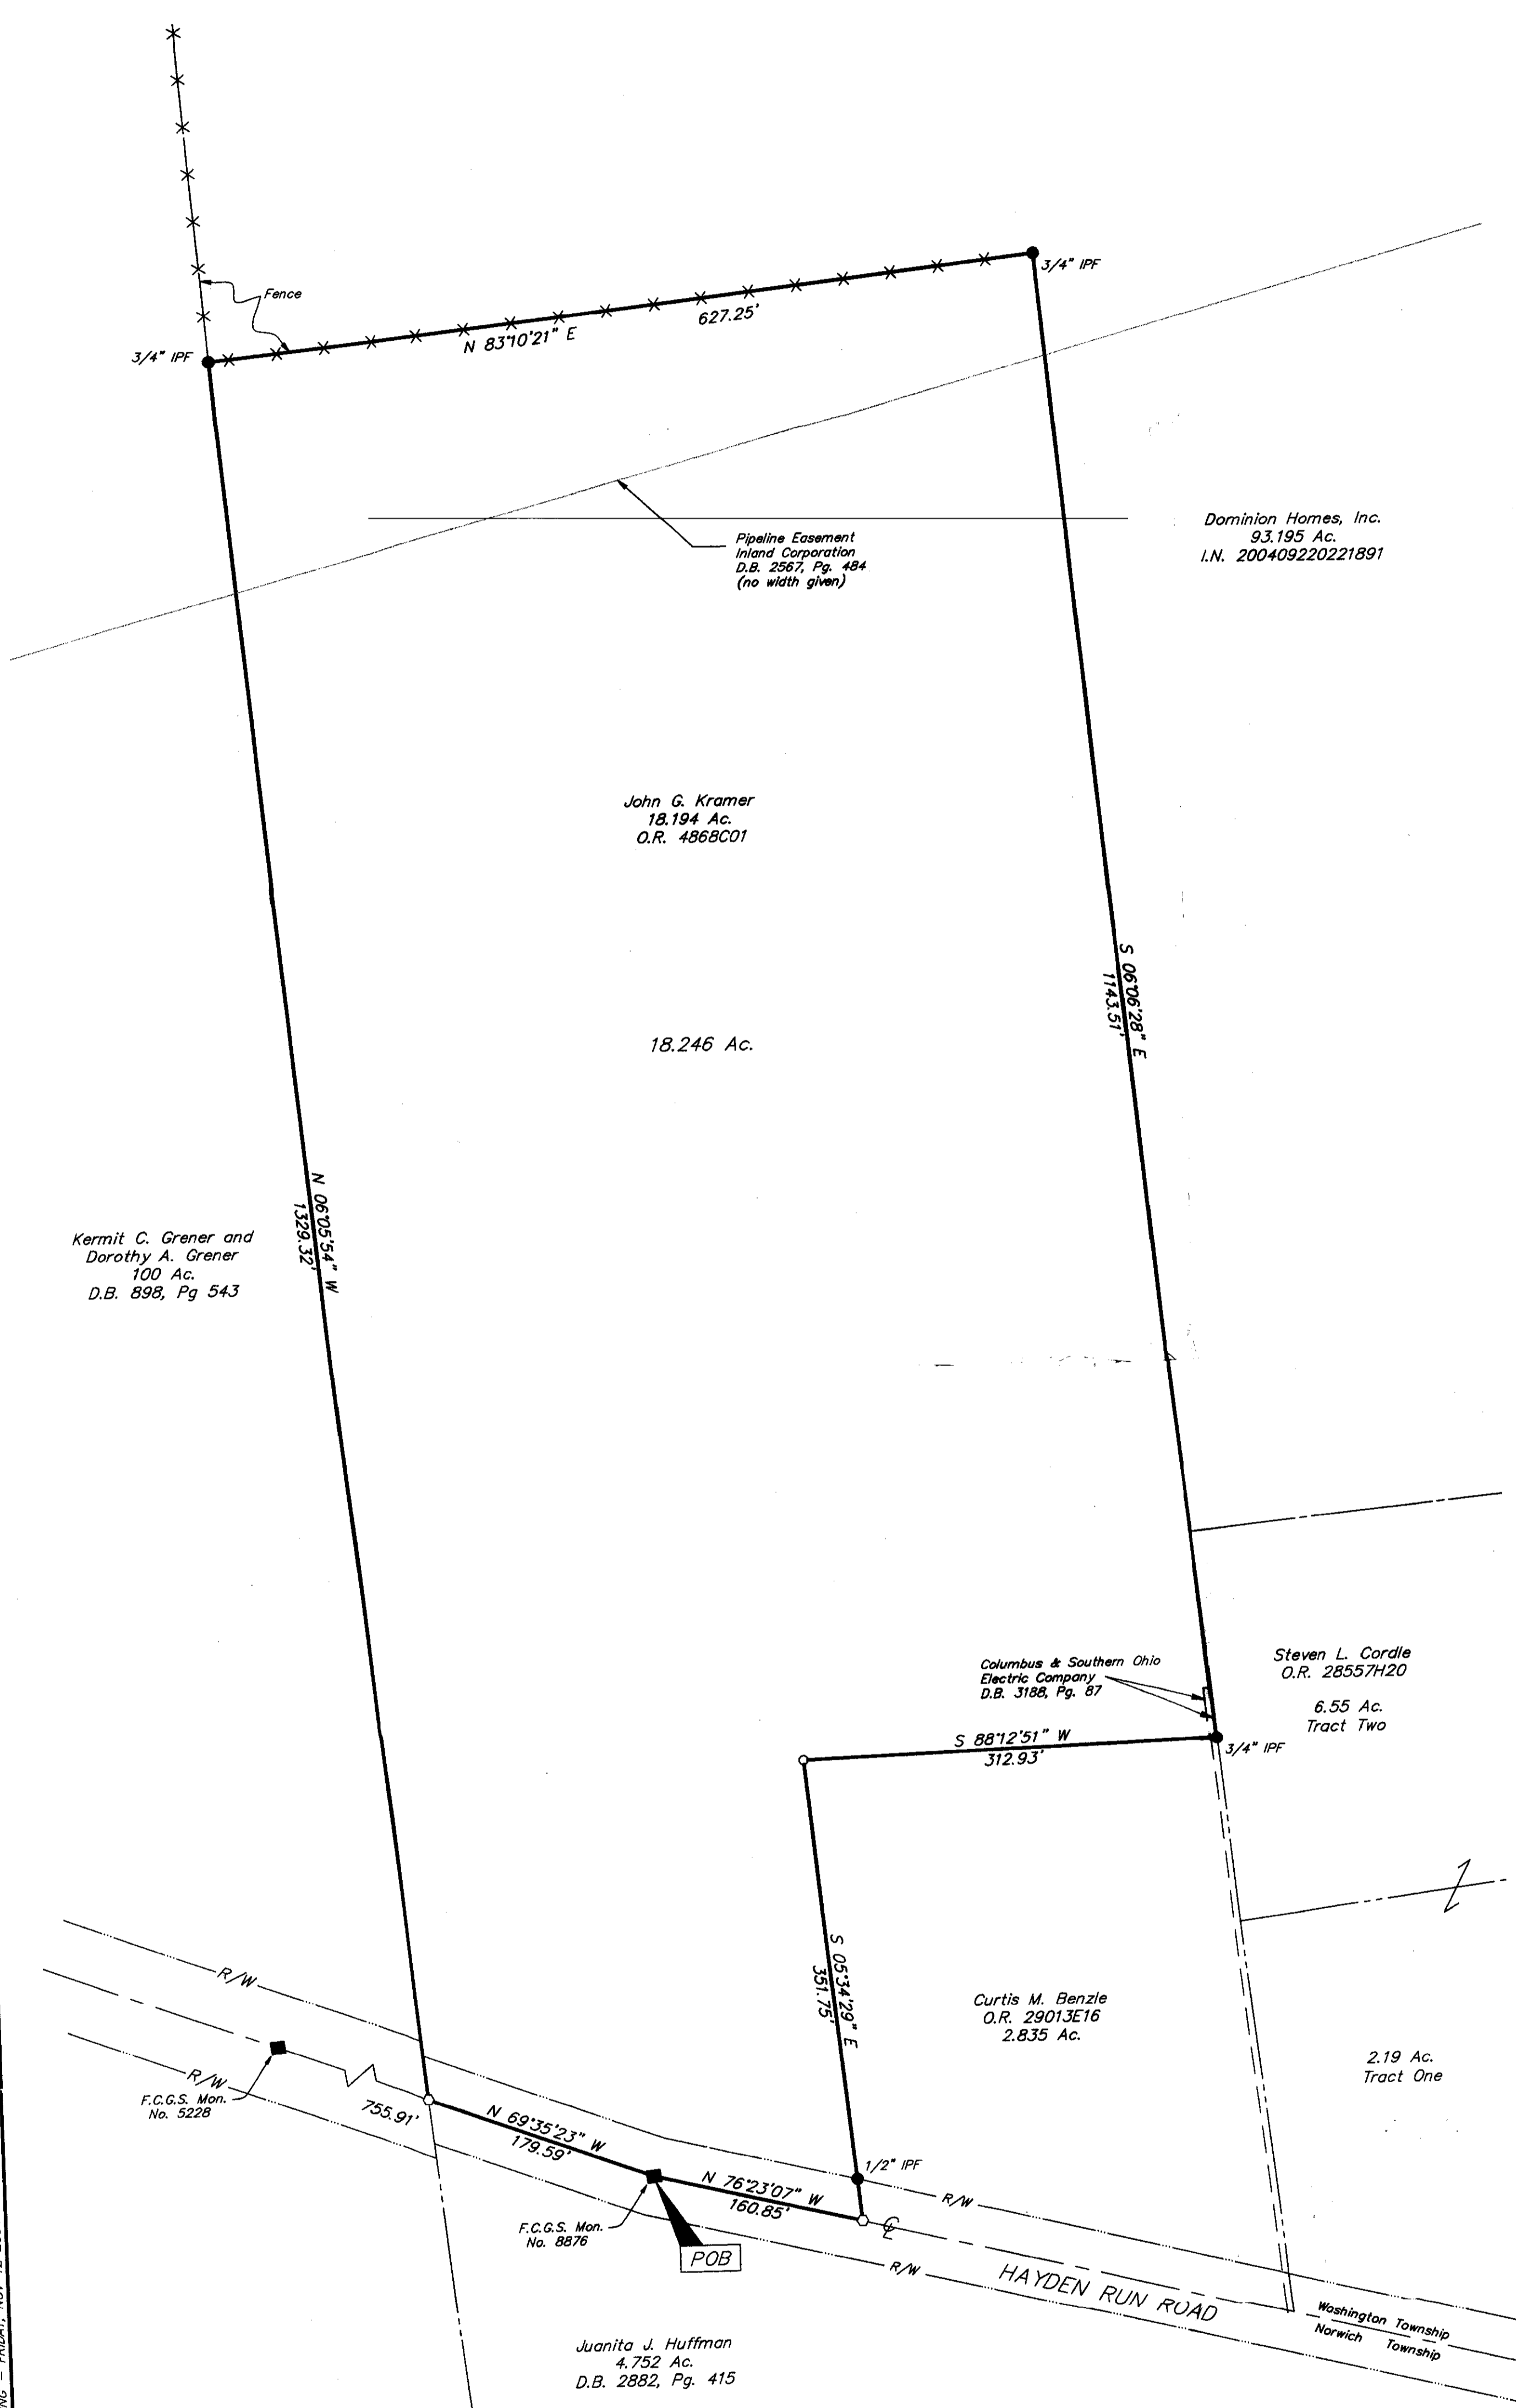 Fence
3/4" IPF
3/4" IPF
N 83°10'21" E
627.25'
Pipeline Easement
Inland Corporation
D.B. 2567, Pg. 484
(no width given)
Dominion Homes, Inc.
93.195 Ac.
I.N. 200409220221891
John G. Kramer
18.194 Ac.
O.R. 4868C01
S 06°06'28" E
1143.51'
18.246 Ac.
N 06°05'54" W
1329.32'
Kermit C. Grener and
Dorothy A. Grener
100 Ac.
D.B. 898, Pg 543
Columbus & Southern Ohio
Electric Company
D.B. 3188, Pg. 87
Steven L. Cordle
O.R. 28557H20
6.55 Ac.
Tract Two
S 88°12'51" W
312.93'
3/4" IPF
S 05°34'29" E
351.75'
Curtis M. Benzle
O.R. 29013E16
2.835 Ac.
2.19 Ac.
Tract One
R/W
R/W
F.C.G.S. Mon.
No. 5228
755.91'
N 69°35'23" W
179.59'
N 76°23'07" W
160.85'
1/2" IPF
R/W
F.C.G.S. Mon.
No. 8876
POB
R/W
HAYDEN RUN ROAD
Washington Township
Norwich Township
Juanita J. Huffman
4.752 Ac.
D.B. 2882, Pg. 415